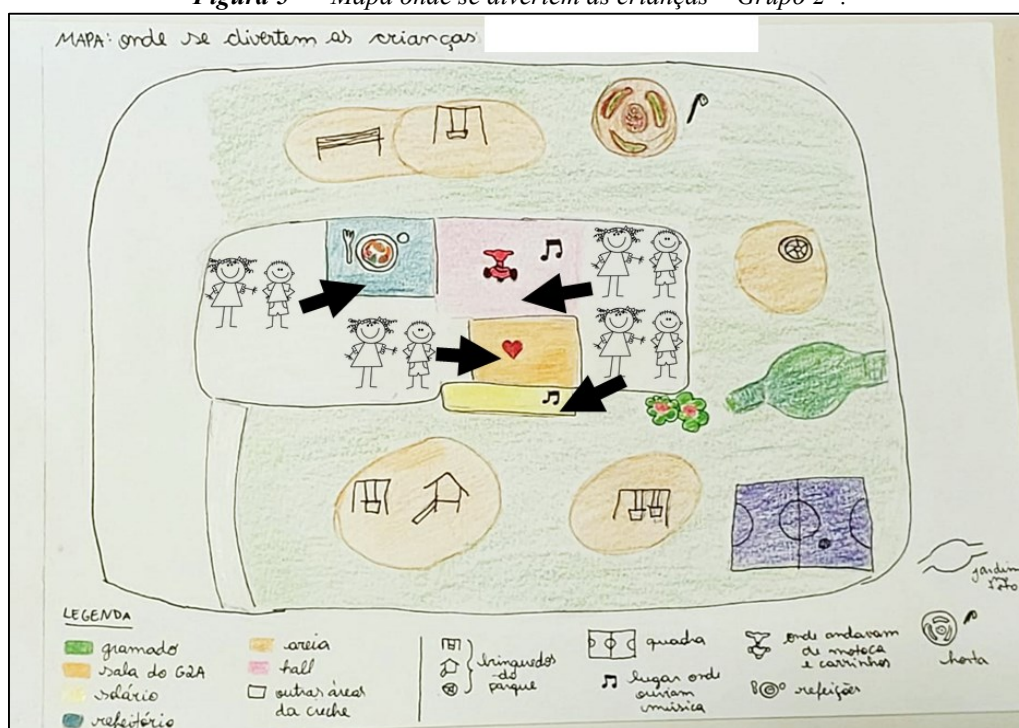 Figura 5 – "Mapa onde se divertem as crianças – Grupo 2".
MAPA: onde se divertem as crianças
LEGENDA
gramado
sala do G2A
solário
refeitório
areia
hall
outras áreas
da creche
brinquedos
do
parque
quadra
lugar onde
ouviam
música
onde andavam
de motoca
e carrinhos
refeições
jardim
horta